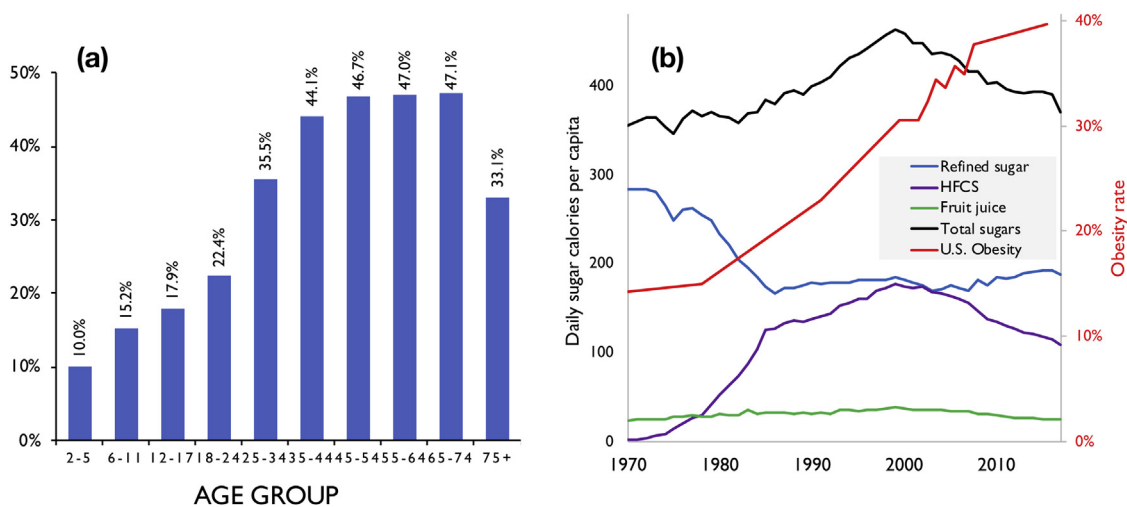 (a)
50%
40%
30%
20%
10%
0%
10.0%
15.2%
17.9%
22.4%
35.5%
44.1%
46.7%
47.0%
47.1%
33.1%
2-5 6-11 12-17 18-24 25-34 35-44 45-54 55-64 65-74 75+
AGE GROUP
(b)
Daily sugar calories per capita
400
300
200
100
0
1970 1980 1990 2000 2010
Refined sugar
HFCS
Fruit juice
Total sugars
U.S. Obesity
40%
30%
20%
10%
0%
Obesity rate